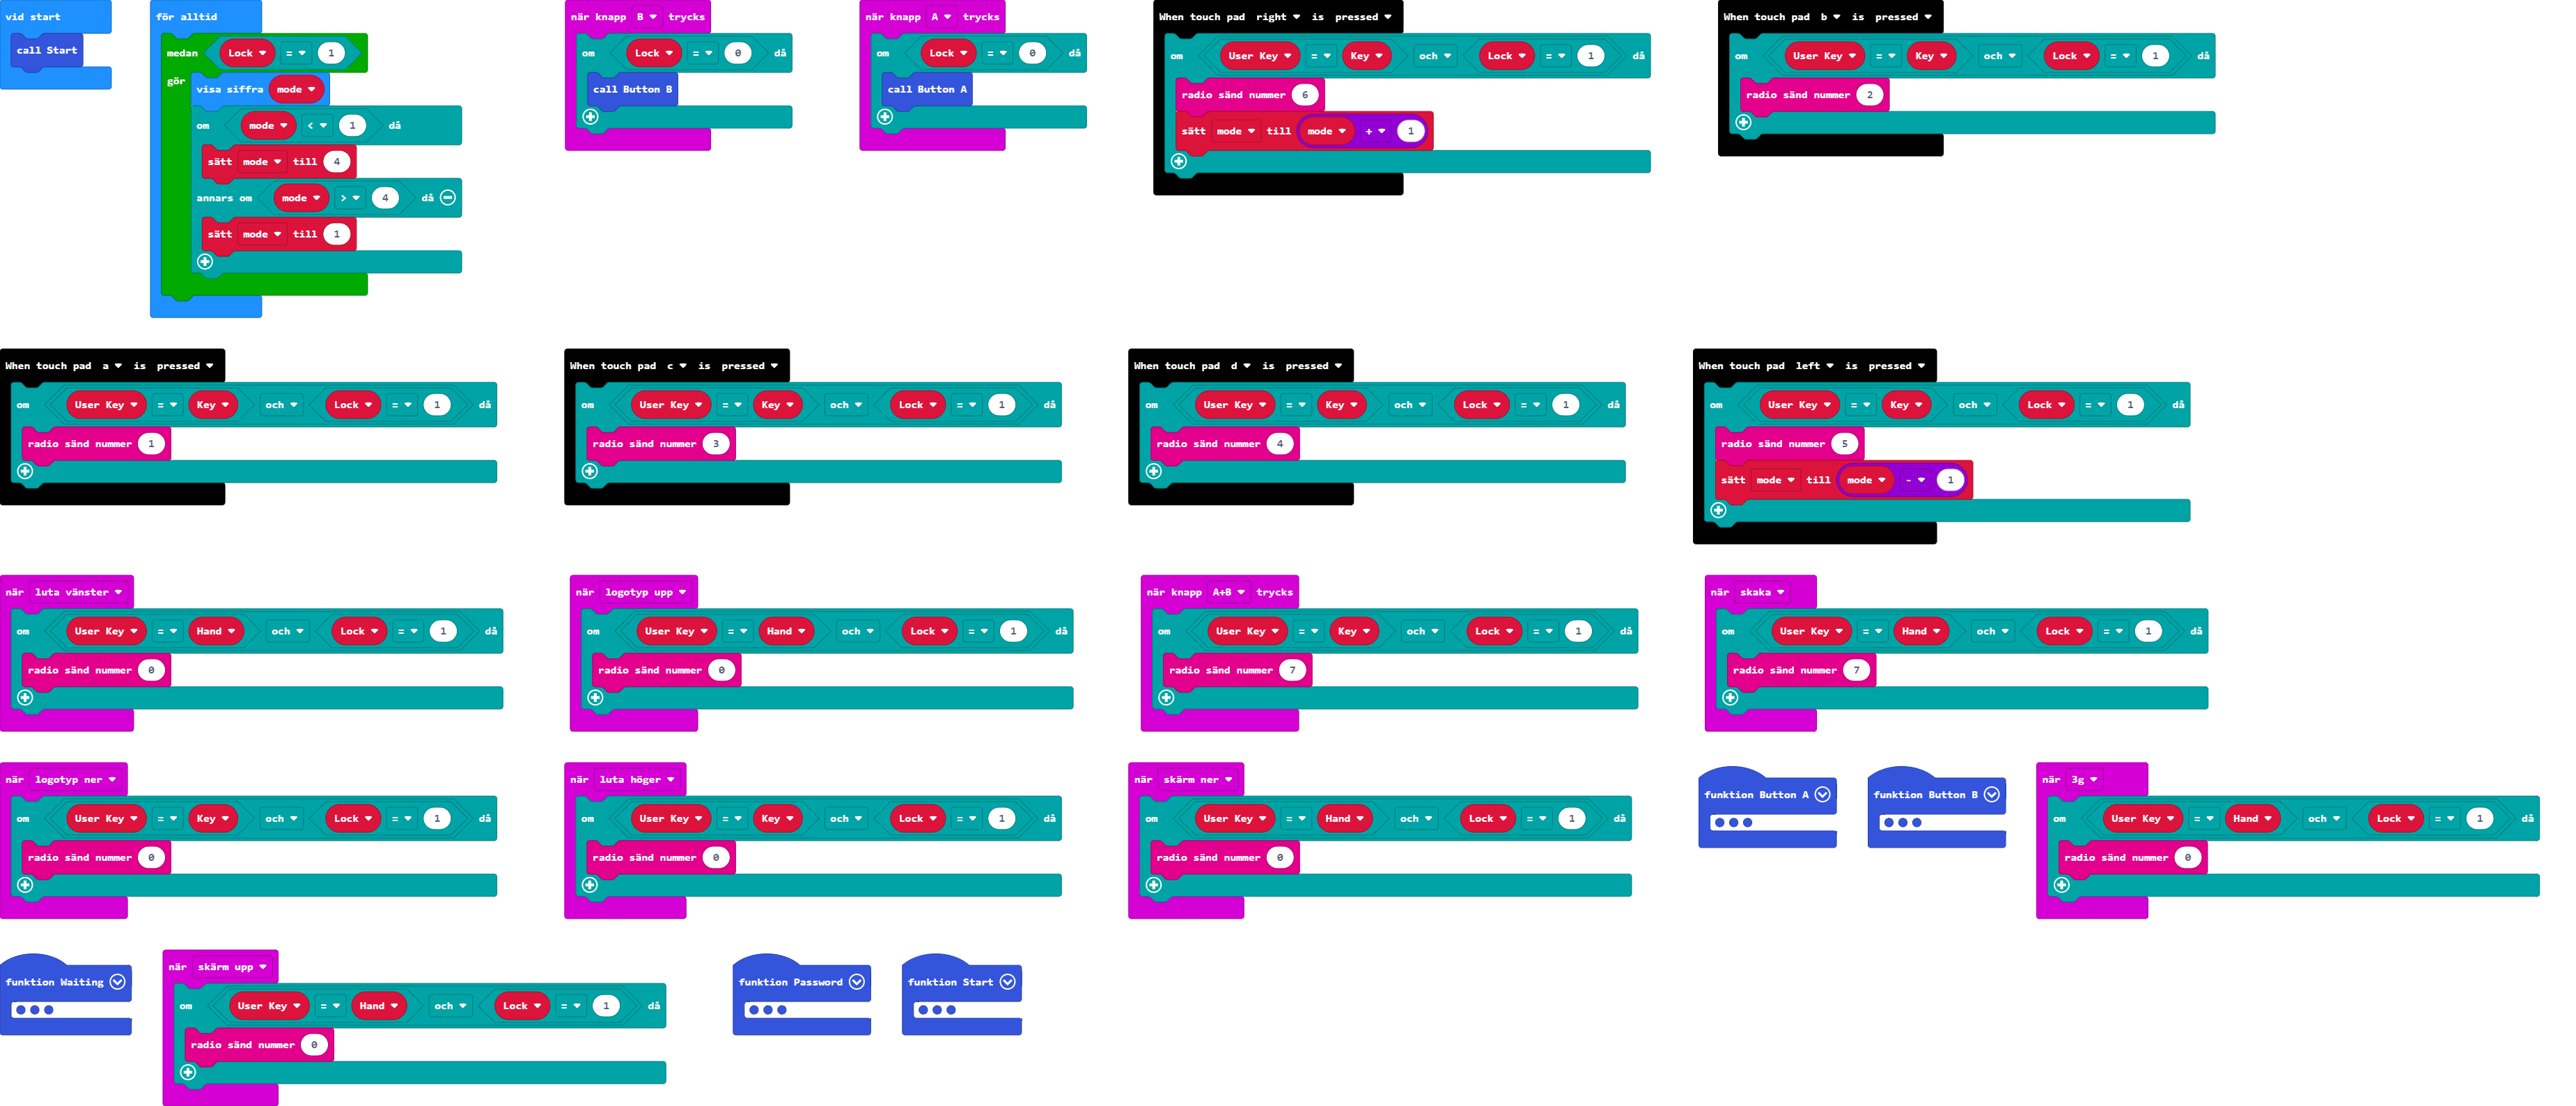 vid start
call Start
för alltid
medan Lock = 1
gör
visa siffra mode
om mode < 1 då
sätt mode till 4
annars om mode > 4 då
sätt mode till 1
när knapp B trycks
om Lock = 0 då
call Button B
när knapp A trycks
om Lock = 0 då
call Button A
When touch pad right is pressed
om User Key = Key och Lock = 1 då
radio sänd nummer 6
sätt mode till mode + 1
When touch pad b is pressed
om User Key = Key och Lock = 1 då
radio sänd nummer 2
When touch pad a is pressed
om User Key = Key och Lock = 1 då
radio sänd nummer 1
When touch pad c is pressed
om User Key = Key och Lock = 1 då
radio sänd nummer 3
When touch pad d is pressed
om User Key = Key och Lock = 1 då
radio sänd nummer 4
When touch pad left is pressed
om User Key = Key och Lock = 1 då
radio sänd nummer 5
sätt mode till mode - 1
när luta vänster
om User Key = Hand och Lock = 1 då
radio sänd nummer 0
när logotyp upp
om User Key = Hand och Lock = 1 då
radio sänd nummer 0
när knapp A+B trycks
om User Key = Key och Lock = 1 då
radio sänd nummer 7
när skaka
om User Key = Hand och Lock = 1 då
radio sänd nummer 7
när logotyp ner
om User Key = Key och Lock = 1 då
radio sänd nummer 0
när luta höger
om User Key = Key och Lock = 1 då
radio sänd nummer 0
när skärm ner
om User Key = Hand och Lock = 1 då
radio sänd nummer 0
funktion Button A
funktion Button B
när 3g
om User Key = Hand och Lock = 1 då
radio sänd nummer 0
funktion Waiting
när skärm upp
om User Key = Hand och Lock = 1 då
radio sänd nummer 0
funktion Password
funktion Start